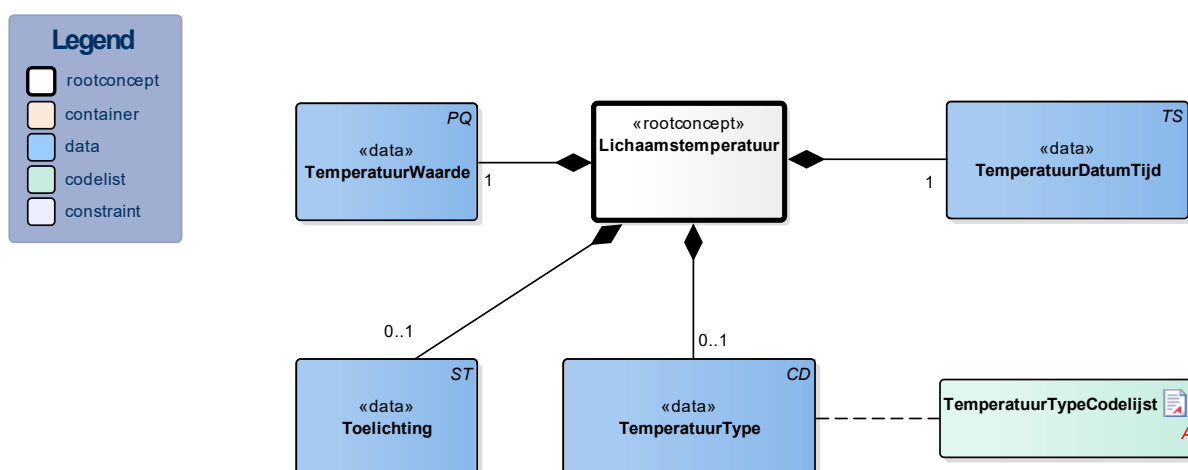 Legend
rootconcept
container
data
codelist
constraint
PQ
«data»
TemperatuurWaarde
1
«rootconcept»
Lichaamstemperatuur
TS
«data»
TemperatuurDatumTijd
1
0..1
0..1
ST
«data»
Toelichting
CD
«data»
TemperatuurType
TemperatuurTypeCodelijst
A